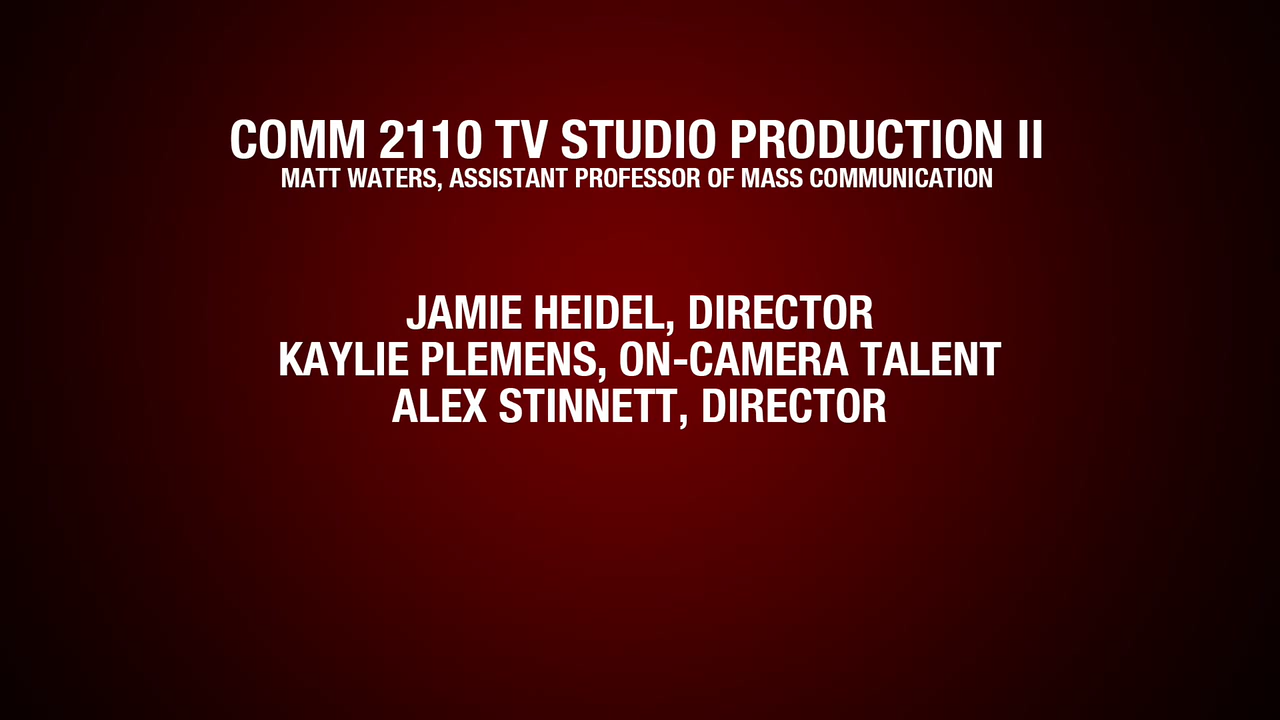 COMM 2110 TV STUDIO PRODUCTION II
MATT WATERS, ASSISTANT PROFESSOR OF MASS COMMUNICATION
JAMIE HEIDEL, DIRECTOR
KAYLIE PLEMENS, ON-CAMERA TALENT
ALEX STINNETT, DIRECTOR